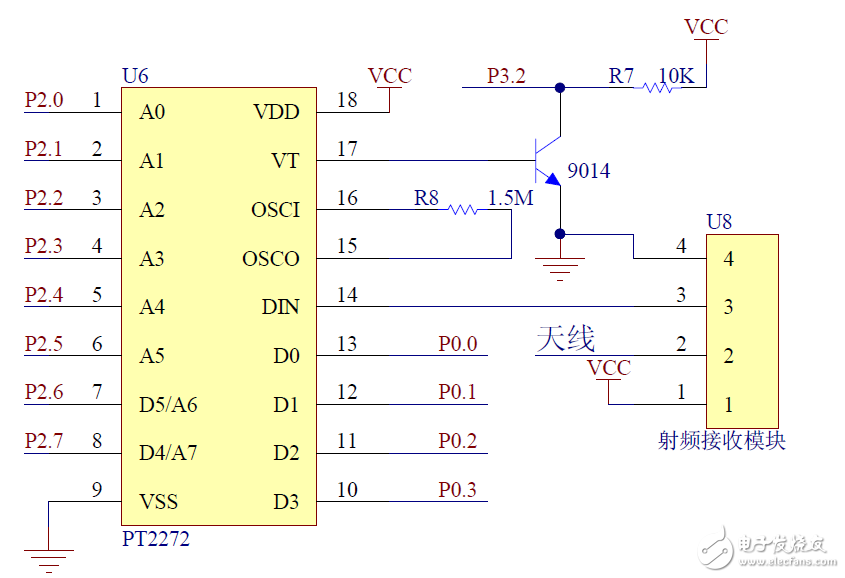 VCC
U6
VCC
P3.2
R7
10K
P2.0
1
A0
VDD
18
P2.1
2
A1
VT
17
9014
P2.2
3
A2
OSCI
16
R8
1.5M
U8
P2.3
4
A3
OSCO
15
4
4
P2.4
5
A4
DIN
14
3
3
P2.5
6
A5
D0
13
P0.0
天线
2
2
VCC
P2.6
7
D5/A6
D1
12
P0.1
1
1
P2.7
8
D4/A7
D2
11
P0.2
射频接收模块
9
VSS
D3
10
P0.3
PT2272
电子发烧友
www.elecfans.com